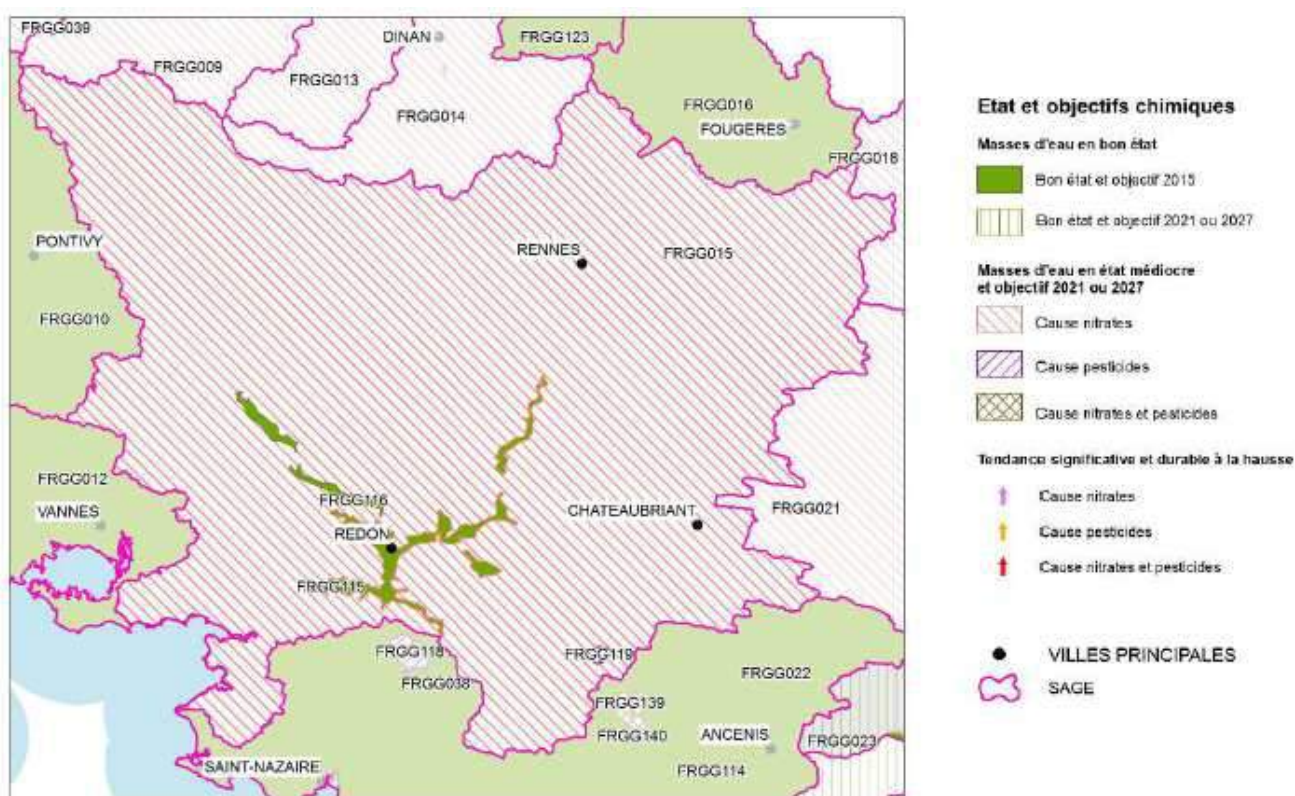 FRGG039
DINAN
FRGG123
FRGG009
FRGG013
FRGG016
FRGG014
FOUGERES
FRGG018
PONTIVY
RENNES
FRGG015
FRGG010
FRGG012
FRGG116
VANNES
CHATEAUBRIANT
FRGG021
REDON
FRGG115
FRGG118
FRGG119
FRGG038
FRGG022
FRGG139
FRGG140
ANCENIS
FRGG023
SAINT-NAZAIRE
FRGG114
Etat et objectifs chimiques
Masses d'eau en bon état
Bon état et objectif 2015
Bon état et objectif 2021 ou 2027
Masses d'eau en état médiocre
et objectif 2021 ou 2027
Cause nitrates
Cause pesticides
Cause nitrates et pesticides
Tendance significative et durable à la hausse
Cause nitrates
Cause pesticides
Cause nitrates et pesticides
VILLES PRINCIPALES
SAGE